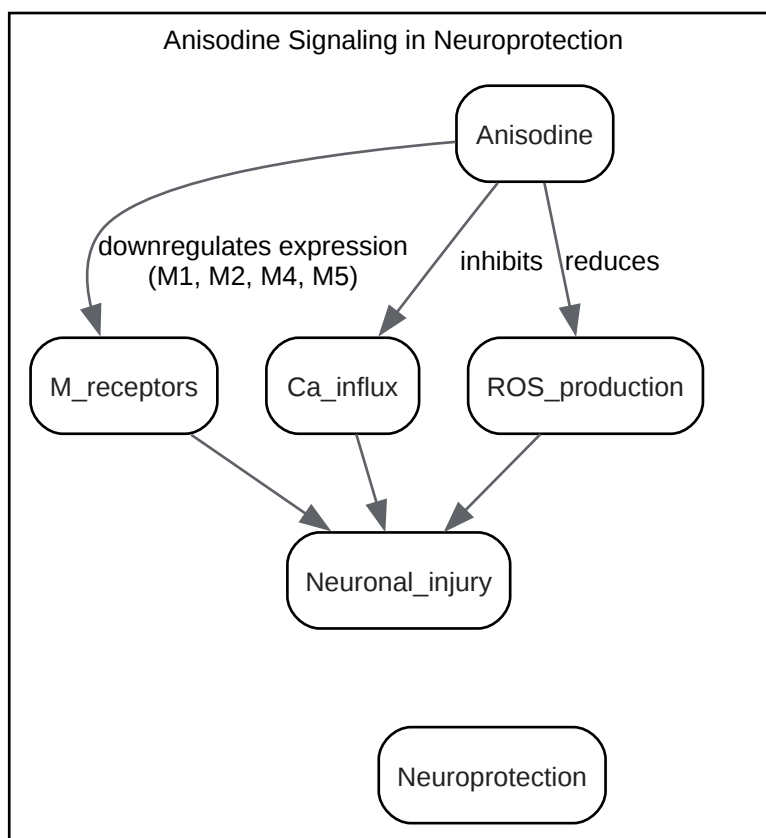 Anisodine Signaling in Neuroprotection
Anisodine
downregulates expression
(M1, M2, M4, M5)
inhibits
reduces
M_receptors
Ca_influx
ROS_production
Neuronal_injury
Neuroprotection